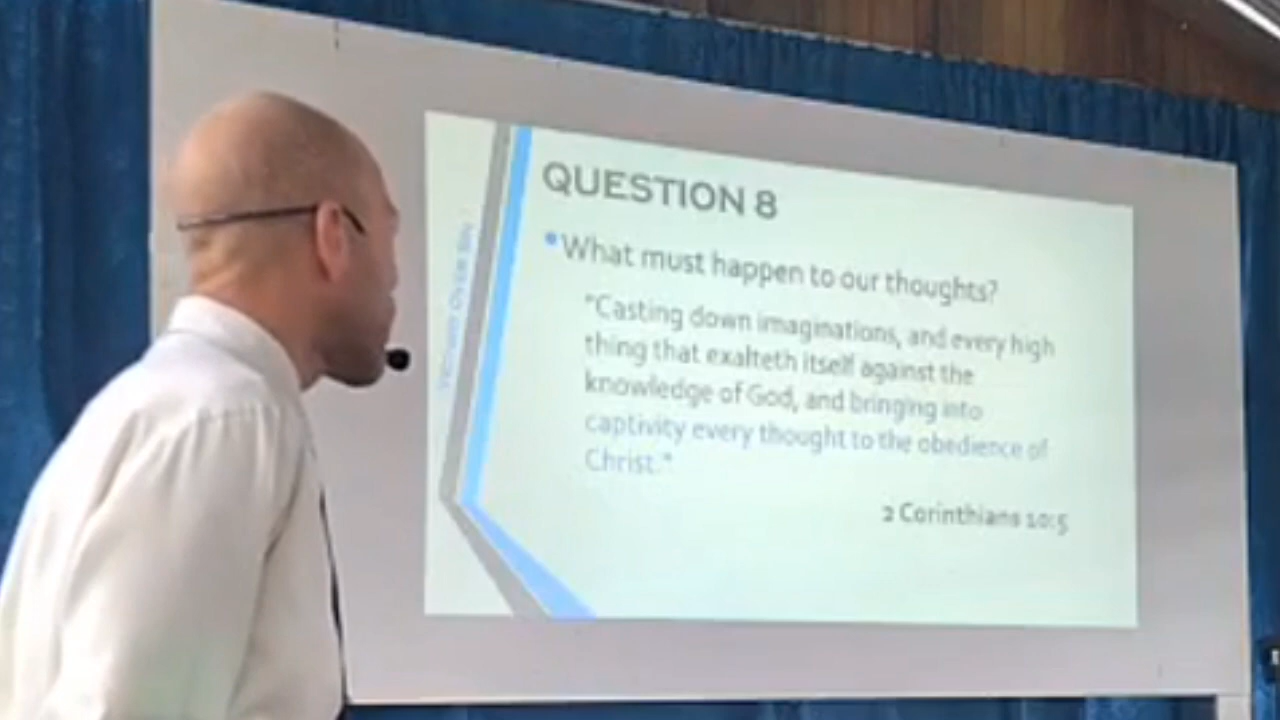 QUESTION 8
What must happen to our thoughts?
"Casting down imaginations, and every high
thing that exalteth itself against the
knowledge of God, and bringing into
captivity every thought to the obedience of
Christ."
2 Corinthians 10:5